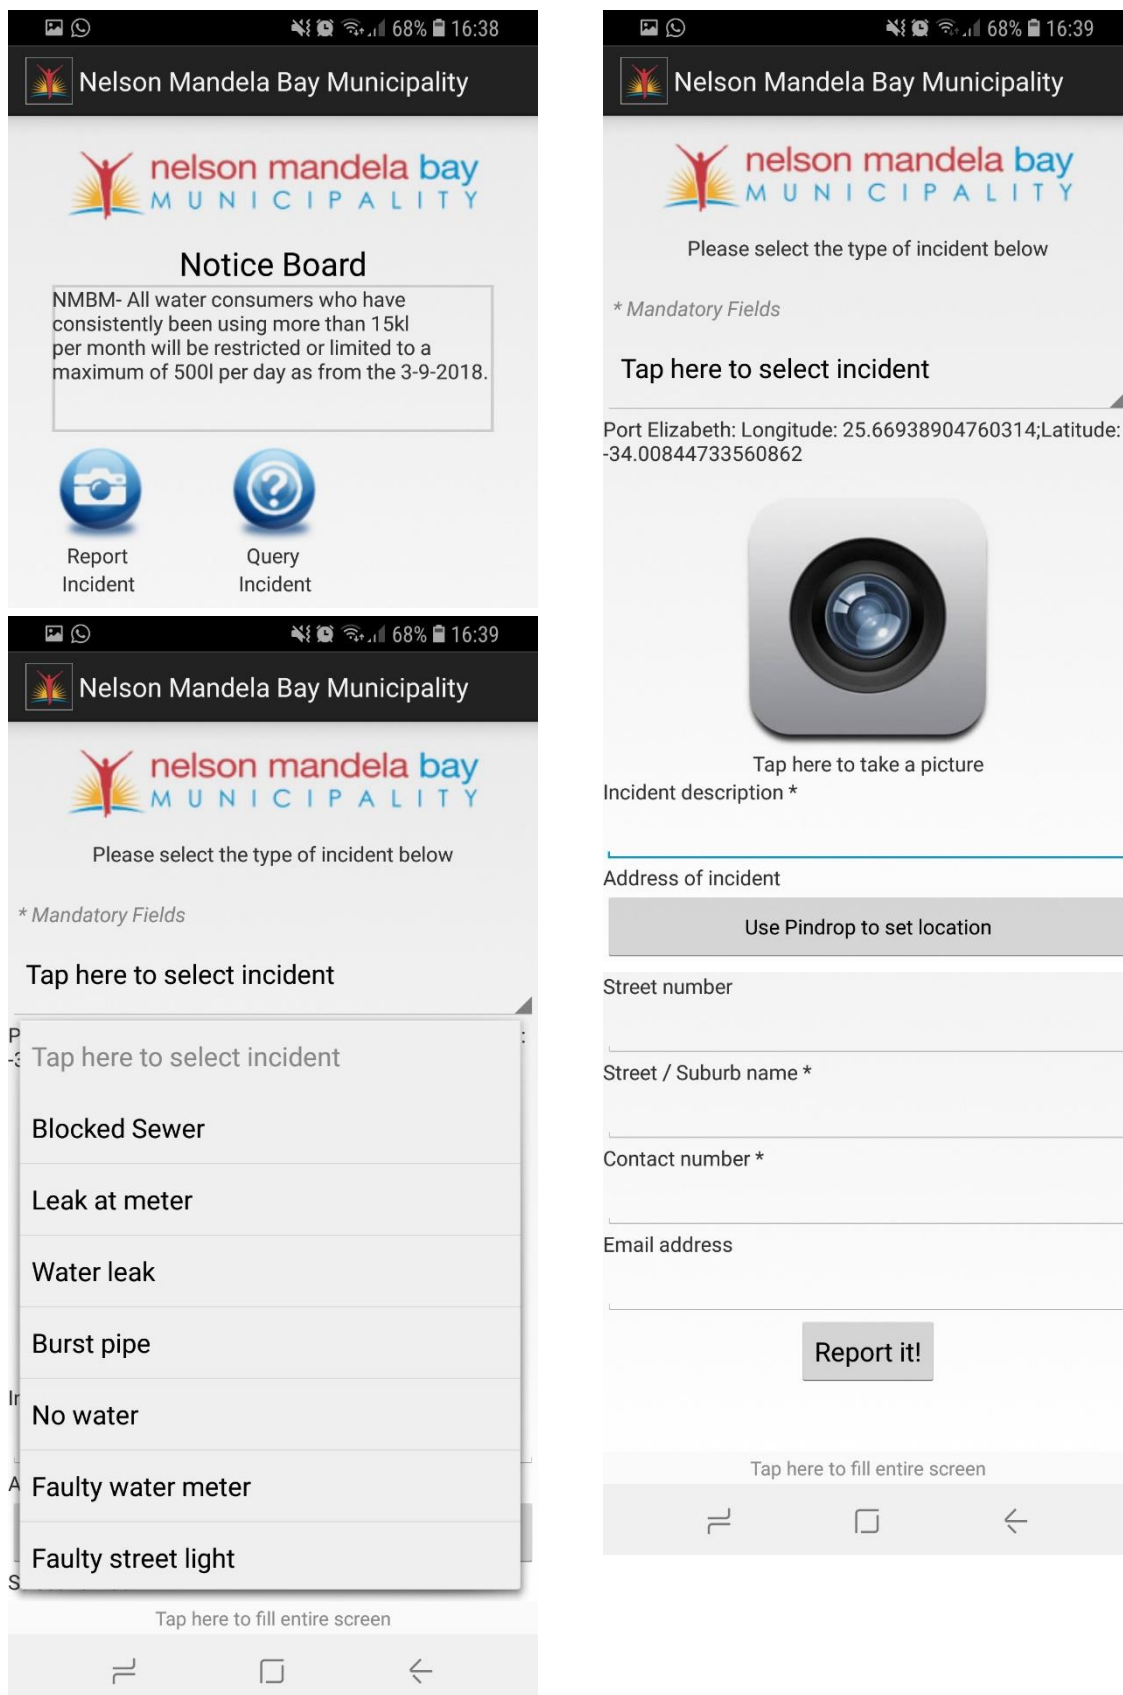 68% 16:38
Nelson Mandela Bay Municipality
nelson mandela bay
MUNICIPALITY
Notice Board
NMBM- All water consumers who have
consistently been using more than 15kl
per month will be restricted or limited to a
maximum of 500l per day as from the 3-9-2018.
Report
Incident
Query
Incident
68% 16:39
Nelson Mandela Bay Municipality
nelson mandela bay
MUNICIPALITY
Please select the type of incident below
* Mandatory Fields
Tap here to select incident
Tap here to select incident
Blocked Sewer
Leak at meter
Water leak
Burst pipe
No water
Faulty water meter
Faulty street light
Tap here to fill entire screen
68% 16:39
Nelson Mandela Bay Municipality
nelson mandela bay
MUNICIPALITY
Please select the type of incident below
* Mandatory Fields
Tap here to select incident
Port Elizabeth: Longitude: 25.66938904760314;Latitude:
-34.00844733560862
Tap here to take a picture
Incident description *
Address of incident
Use Pindrop to set location
Street number
Street / Suburb name *
Contact number *
Email address
Report it!
Tap here to fill entire screen